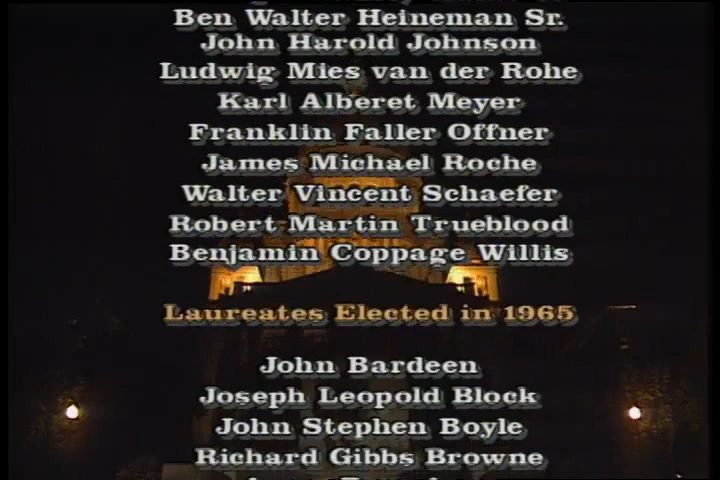 Ben Walter Heineman Sr.
John Harold Johnson
Ludwig Mies van der Rohe
Karl Alberet Meyer
Franklin Faller Offner
James Michael Roche
Walter Vincent Schaefer
Robert Martin Trueblood
Benjamin Coppage Willis
Laureates Elected in 1965
John Bardeen
Joseph Leopold Block
John Stephen Boyle
Richard Gibbs Browne